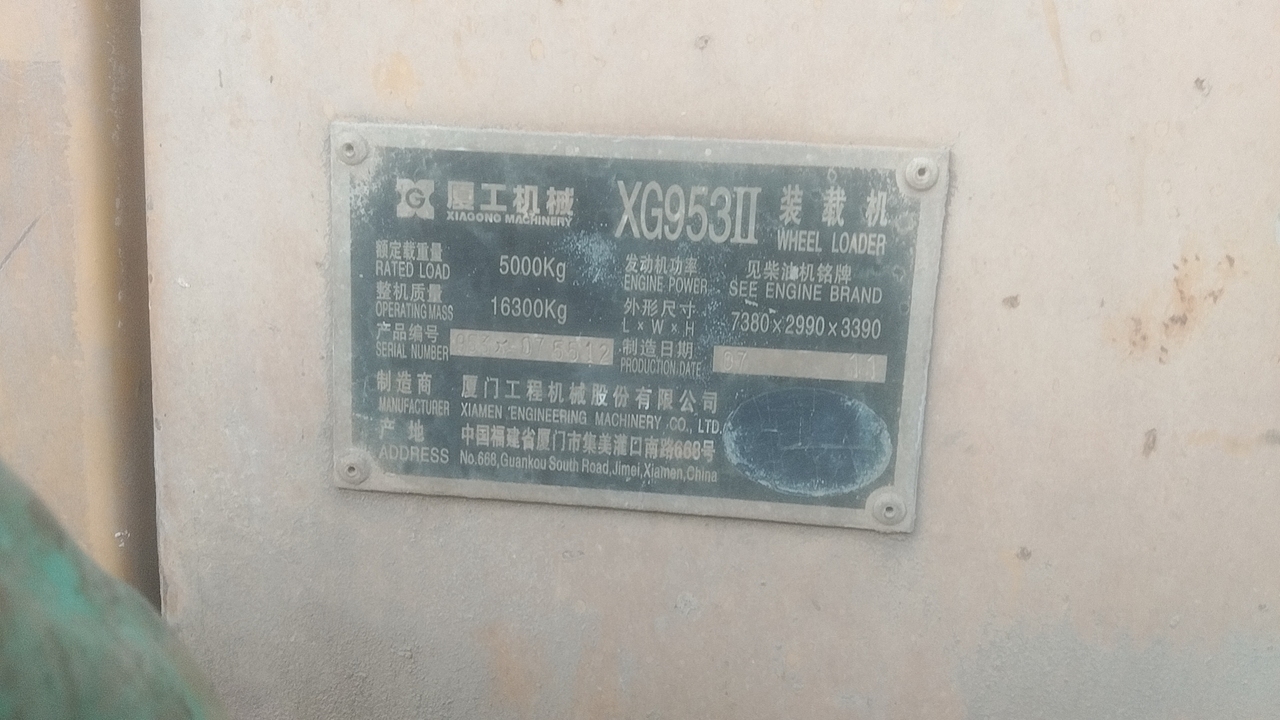 厦工机械
XIAGONG MACHINERY
XG953II 装载机
WHEEL LOADER
额定载重量 5000Kg
RATED LOAD
发动机功率 见柴油机铭牌
ENGINE POWER SEE ENGINE BRAND
整机质量 16300Kg
OPERATING MASS
外形尺寸 7380×2990×3390
L×W×H
产品编号
SERIAL NUMBER
制造日期 07 11
PRODUCTION DATE
制造商 厦门工程机械股份有限公司
MANUFACTURER XIAMEN ENGINEERING MACHINERY CO., LTD.
产地 中国福建省厦门市集美灌口南路668号
ADDRESS No.668,Guankou South Road,Jimei,Xiamen,China